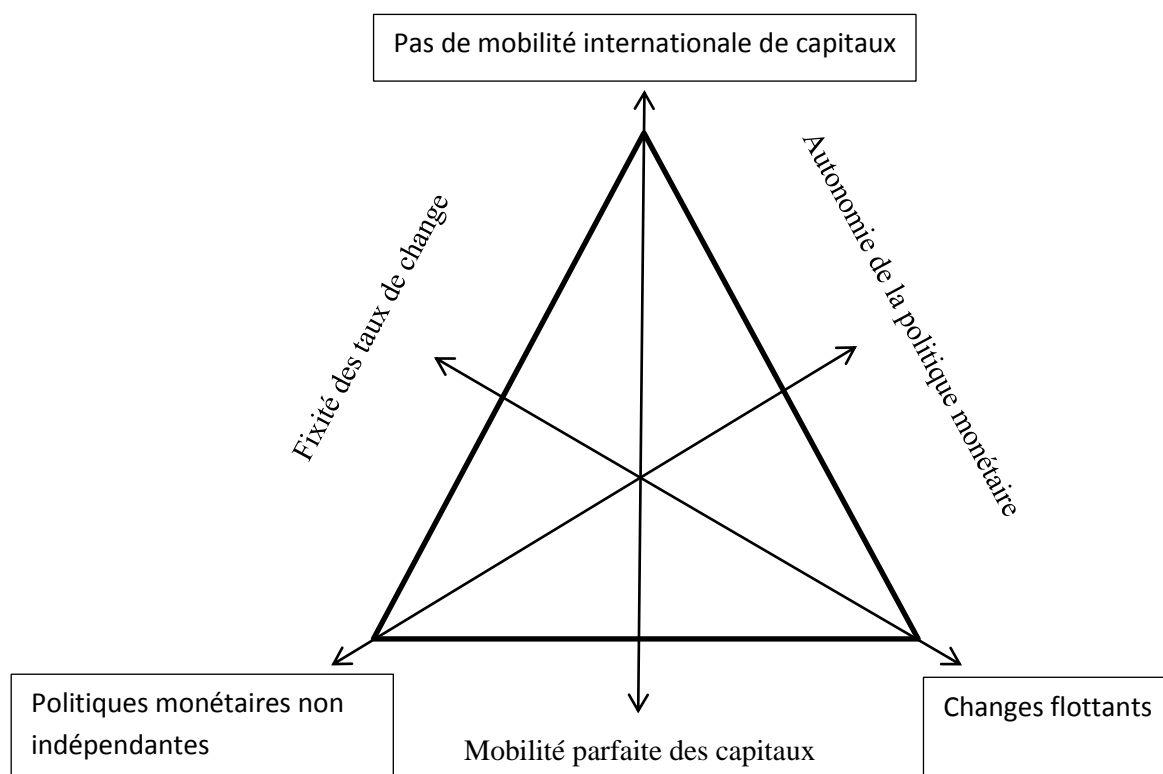 Pas de mobilité internationale de capitaux
Fixité des taux de change
Autonomie de la politique monétaire
Politiques monétaires non
indépendantes
Mobilité parfaite des capitaux
Changes flottants